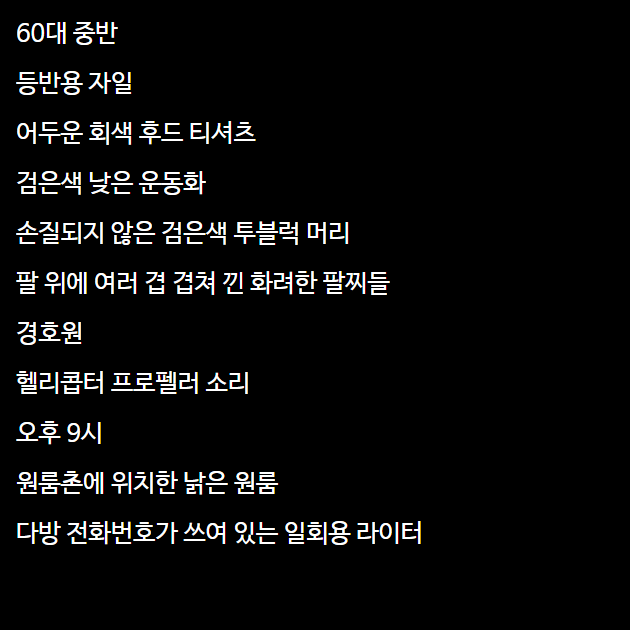 60대 중반
등반용 자일
어두운 회색 후드 티셔츠
검은색 낮은 운동화
손질되지 않은 검은색 투블럭 머리
팔 위에 여러 겹 겹쳐 낀 화려한 팔찌들
경호원
헬리콥터 프로펠러 소리
오후 9시
원룸촌에 위치한 낡은 원룸
다방 전화번호가 쓰여 있는 일회용 라이터